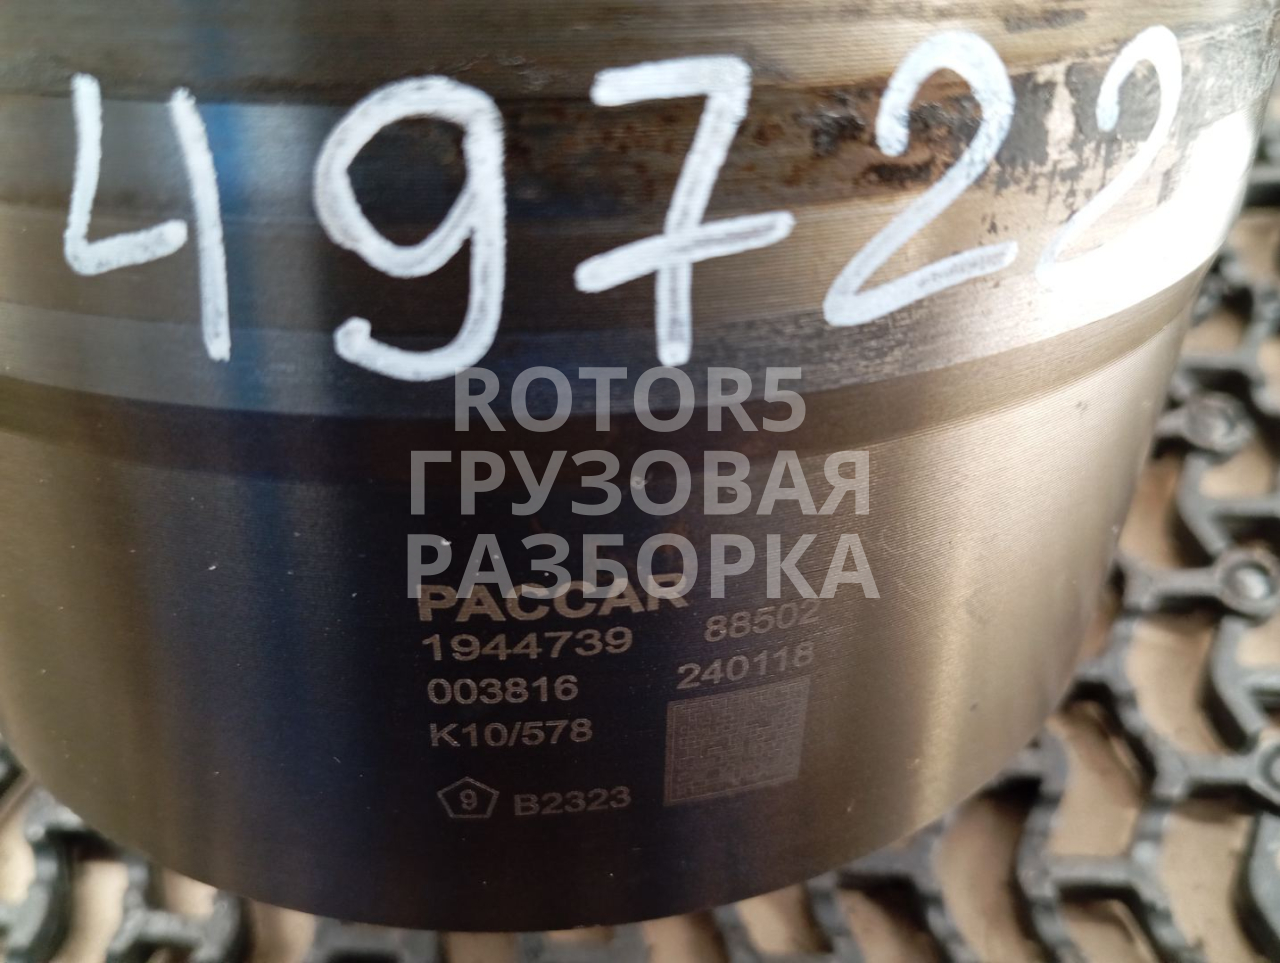 49722
ROTOR5
ГРУЗОВАЯ
РАЗБОРКА
PACCAR
1944739 88502
003816 240118
K10/578
9 B2323